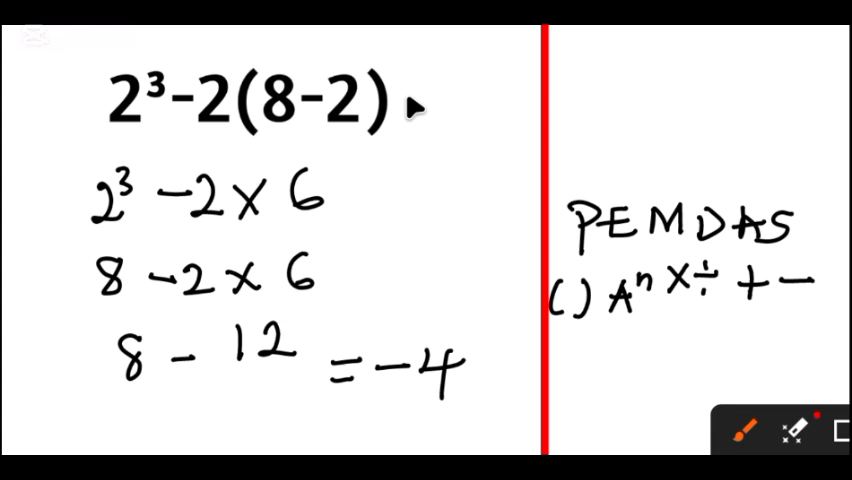 2³-2(8-2)
2³ - 2 × 6
8 - 2 × 6
8 - 12 = -4
PEMDAS
( ) Aⁿ × ÷ + -